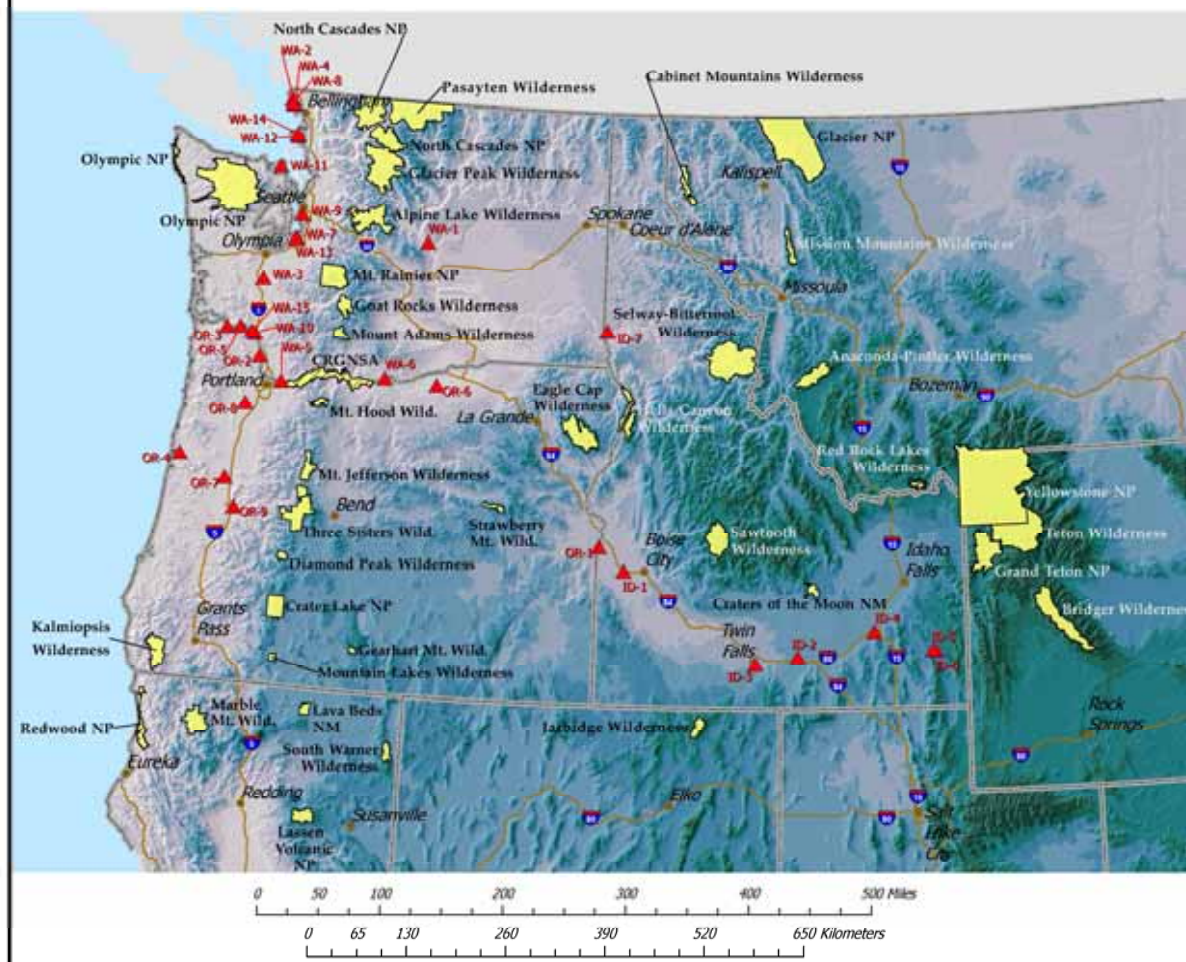 North Cascades NP
WA-2
WA-4
WA-8
Bellingham
Pasayten Wilderness
Cabinet Mountains Wilderness
WA-14
WA-12
Olympic NP
North Cascades NP
Glacier NP
WA-11
Glacier Peak Wilderness
Kalispell
Seattle
Olympic NP
WA-9
Alpine Lake Wilderness
Spokane
Coeur d'Alene
WA-7
WA-1
Olympia
WA-13
Mission Mountains Wilderness
WA-3
Mt. Rainies NP
Missoula
WA-15
Goat Rocks Wilderness
Selway-Bitterroot
Wilderness
OR-3
WA-10
Mount Adams Wilderness
ID-7
OR-5
WA-5
OR-2
CRGNSA
Anaconda-Pintler Wilderness
Portland
WA-6
OR-6
Bozeman
OR-8
Mt. Hood Wild.
Eagle Cap
Wilderness
La Grande
Wilderness
OR-4
Red Rock Lakes
Wilderness
OR-7
Mt. Jefferson Wilderness
Yellowstone NP
OR-9
Bend
Three Sisters Wild.
Strawberry
Mt. Wild.
OR-1
Boise
City
Sawtooth
Wilderness
Teton Wilderness
Idaho
Falls
Grand Teton NP
Diamond Peak Wilderness
ID-1
Craters of the Moon NM
Bridger Wilderness
Crater Lake NP
Grants
Pass
Kalmiopsis
Wilderness
Twin
Falls
ID-4
ID-2
ID-3
Gearhart Mt. Wild.
Mountain Lakes Wilderness
Redwood NP
Marble
Mt. Wild.
Lava Beds
NM
Jarbidge Wilderness
Rock
Springs
South Warner
Wilderness
Eureka
Redding
Susanville
Elko
Salt
Lake
City
Lassen
Volcanic
NP
0 50 100 200 300 400 500 Miles
0 65 130 260 390 520 650 Kilometers